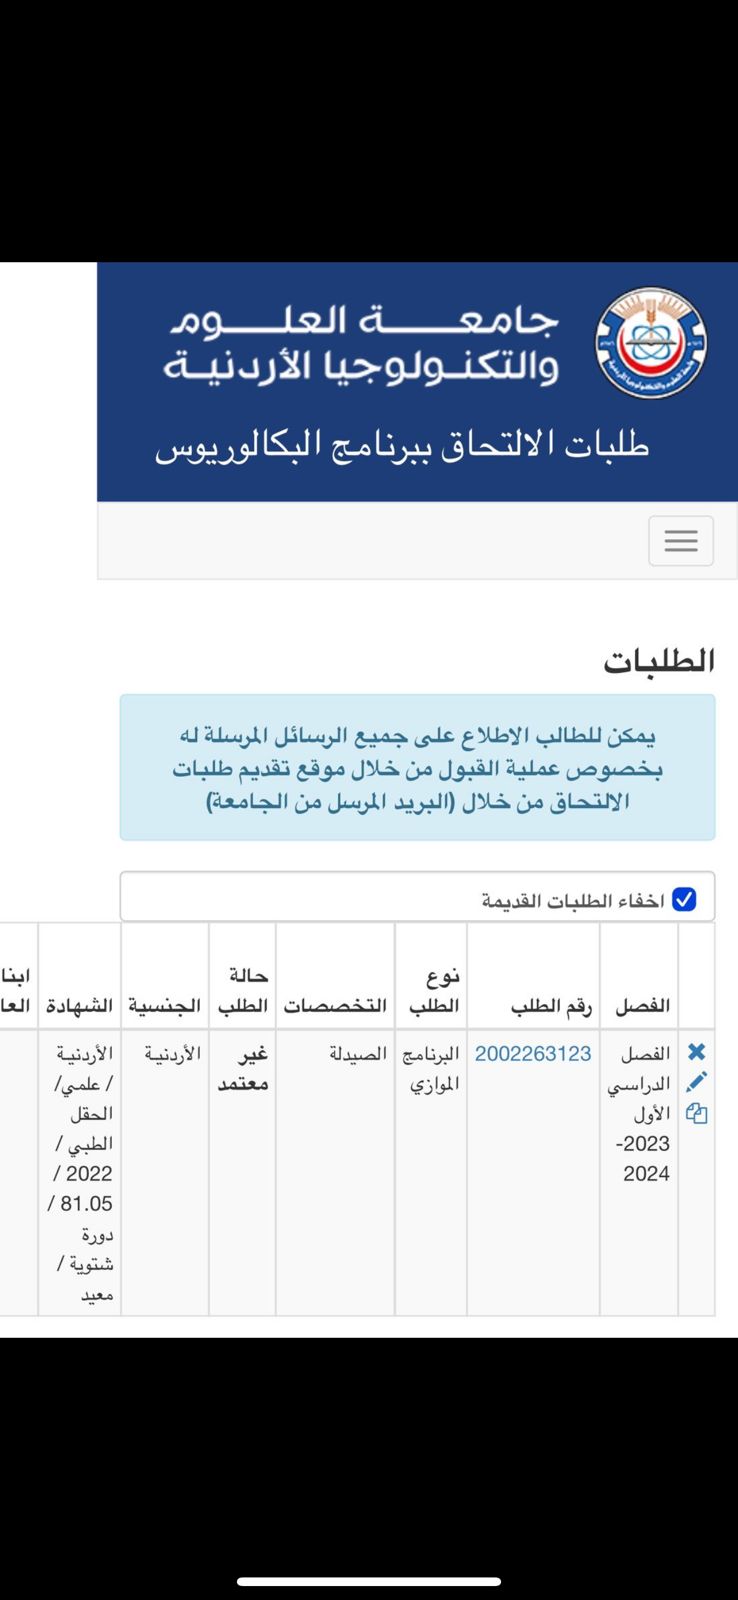 جامعة العلوم
والتكنولوجيا الأردنية
طلبات الالتحاق ببرنامج البكالوريوس
الطلبات
يمكن للطالب الاطلاع على جميع الرسائل المرسلة له
بخصوص عملية القبول من خلال موقع تقديم طلبات
الالتحاق من خلال (البريد المرسل من الجامعة)
اخفاء الطلبات القديمة
الفصل
رقم الطلب
نوع
الطلب
التخصصات
حالة
الطلب
الجنسية
الشهادة
ابنا
العا
الفصل
الدراسي
الأول
2023-
2024
2002263123
البرنامج
الموازي
الصيدلة
غير
معتمد
الأردنية
الأردنية
/ علمي/
الحقل
الطبي /
2022 /
81.05 /
دورة
شتوية /
معيد